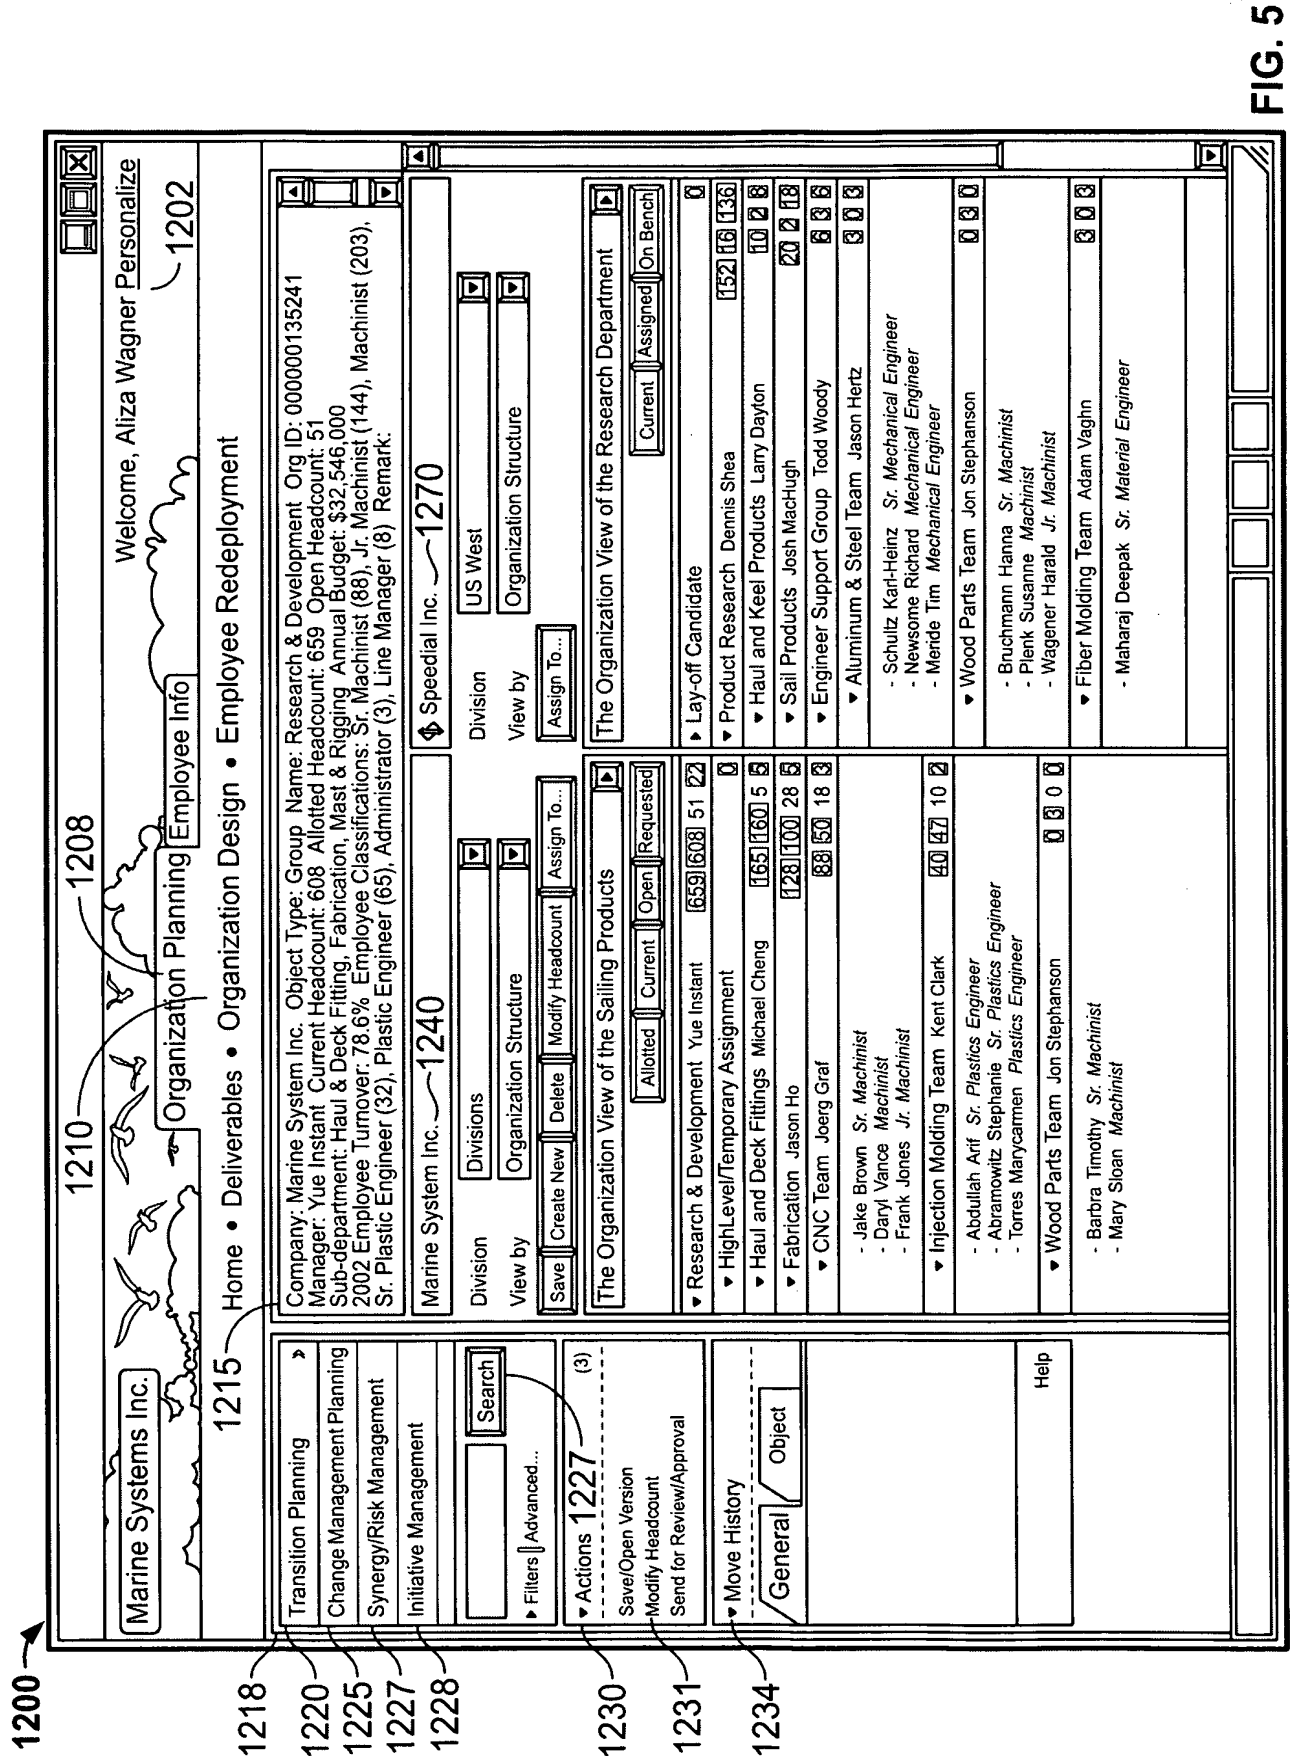 1200
1210
1208
Marine Systems Inc.
Organization Planning
Employee Info
Welcome, Aliza Wagner Personalize
1202
1215
Home • Deliverables • Organization Design • Employee Redeployment
1218
1220
1225
1227
1228
Transition Planning »
Change Management Planning
Synergy/Risk Management
Initiative Management
Search
Filters Advanced...
1230
Actions 1227 (3)
Save/Open Version
1231
Modify Headcount
Send for Review/Approval
1234
Move History
General Object
Help
Company: Marine System Inc. Object Type: Group Name: Research & Development Org ID: 000000135241
Manager: Yue Instant Current Headcount: 608 Allotted Headcount: 659 Open Headcount: 51
Sub-department: Haul & Deck Fitting, Fabrication, Mast & Rigging Annual Budget: $32,546,000
2002 Employee Turnover: 78.6% Employee Classifications: Sr. Machinist (88), Jr. Machinist (144), Machinist (203),
Sr. Plastic Engineer (32), Plastic Engineer (65), Administrator (3), Line Manager (8) Remark:
Marine System Inc. 1240
Division Divisions
View by Organization Structure
Save Create New Delete Modify Headcount Assign To...
The Organization View of the Sailing Products
Allotted Current Open Requested
Research & Development Yue Instant 659 608 51 22
HighLevel/Temporary Assignment 0
Haul and Deck Fittings Michael Cheng 165 160 5 5
Fabrication Jason Ho 128 100 28 5
CNC Team Joerg Graf 88 50 18 3
- Jake Brown Sr. Machinist
- Daryl Vance Machinist
- Frank Jones Jr. Machinist
Injection Molding Team Kent Clark 40 47 10 2
- Abdullah Arif Sr. Plastics Engineer
- Abramowitz Stephanie Sr. Plastics Engineer
- Torres Marycarmen Plastics Engineer
Wood Parts Team Jon Stephanson 0 3 0 0
- Barbra Timothy Sr. Machinist
- Mary Sloan Machinist
Speedial Inc. 1270
Division US West
View by Organization Structure
Assign To...
The Organization View of the Research Department
Current Assigned On Bench
Lay-off Candidate 0
Product Research Dennis Shea 152 16 136
Haul and Keel Products Larry Dayton 10 2 8
Sail Products Josh MacHugh 20 2 18
Engineer Support Group Todd Woody 6 3 6
Aluminum & Steel Team Jason Hertz 3 0 3
- Schultz Karl-Heinz Sr. Mechanical Engineer
- Newsome Richard Mechanical Engineer
- Meride Tim Mechanical Engineer
Wood Parts Team Jon Stephanson 0 3 0
- Bruchmann Hanna Sr. Machinist
- Plenk Susanne Machinist
- Wagener Harald Jr. Machinist
Fiber Molding Team Adam Vaghn 3 0 3
- Maharaj Deepak Sr. Material Engineer
FIG. 5